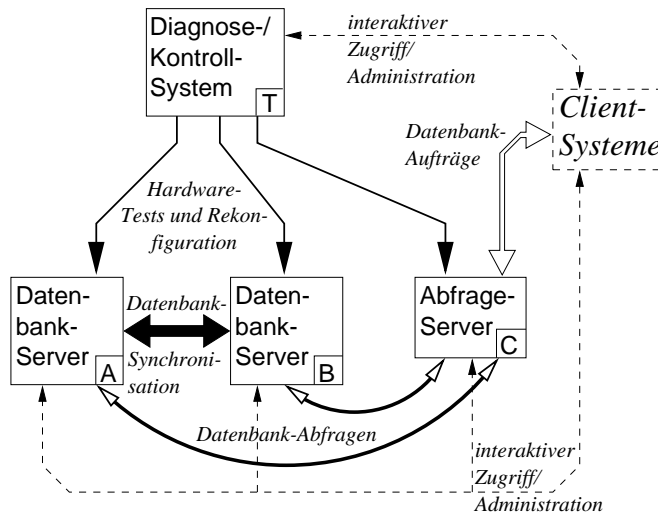 Diagnose-/
Kontroll-
System
T
interaktiver
Zugriff/
Administration
Client-
Systeme
Datenbank-
Aufträge
Hardware-
Tests und Rekon-
figuration
Daten-
bank-
Server
A
Datenbank-
Synchroni-
sation
Daten-
bank-
Server
B
Abfrage-
Server
C
Datenbank-Abfragen
interaktiver
Zugriff/
Administration